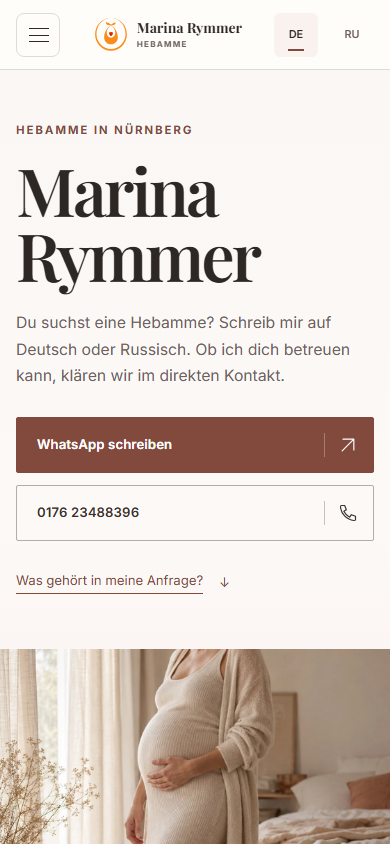 Marina Rymmer
HEBAMME
DE
RU
HEBAMME IN NÜRNBERG
Marina
Rymmer
Du suchst eine Hebamme? Schreib mir auf
Deutsch oder Russisch. Ob ich dich betreuen
kann, klären wir im direkten Kontakt.
WhatsApp schreiben
0176 23488396
Was gehört in meine Anfrage?